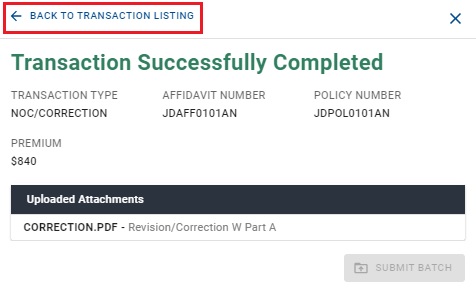 BACK TO TRANSACTION LISTING
Transaction Successfully Completed
TRANSACTION TYPE AFFIDAVIT NUMBER POLICY NUMBER
NOC/CORRECTION JDAFF0101AN JDPOL0101AN
PREMIUM
$840
Uploaded Attachments
CORRECTION.PDF - Revision/Correction W Part A
SUBMIT BATCH